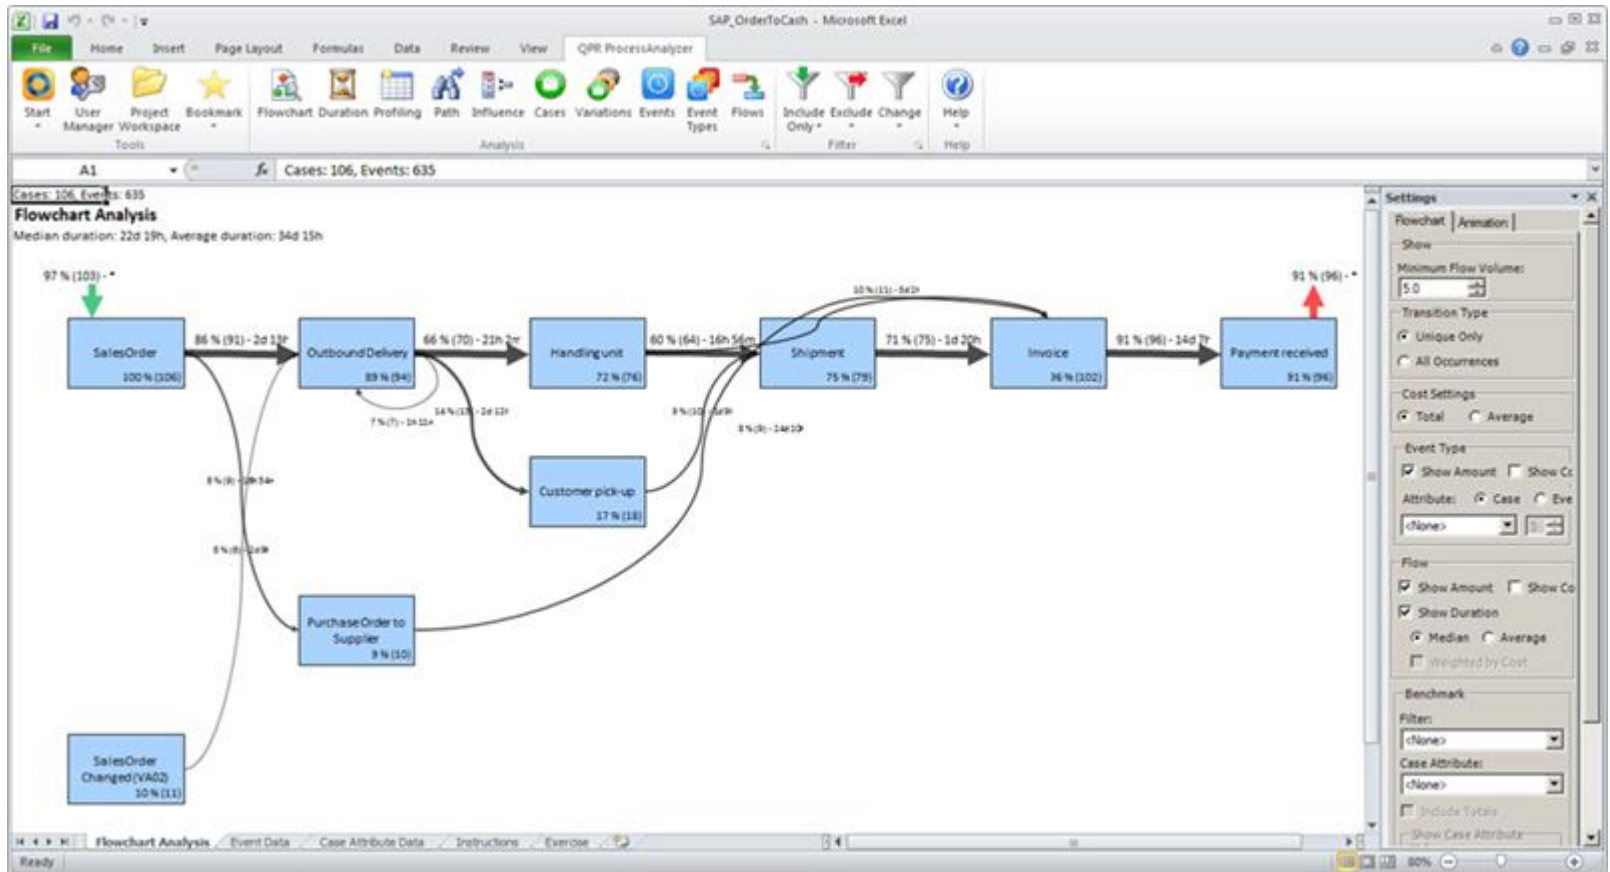 SAP_OrderToCash - Microsoft Excel
File Home Insert Page Layout Formulas Data Review View QPR ProcessAnalyzer
Start User Manager Project Workspace Bookmark Flowchart Duration Profiling Path Influence Cases Variations Events Event Types Flows Include Only Exclude Change Help
Tools Analysis Filter Help
A1 fx Cases: 106, Events: 635
Cases: 106, Events: 635
Flowchart Analysis
Median duration: 22d 19h, Average duration: 34d 15h
97 % (103) - *
91 % (96) - *
10 % (11) -
86 % (91) - 2d
66 % (70) - 21h
60 % (64) - 16h 56m
71 % (75) - 1d 20h
91 % (96) - 14d
SalesOrder
100 % (106)
Outbound Delivery
89 % (94)
Handling unit
72 % (76)
Shipment
75 % (79)
Invoice
Payment received
91 % (96)
7 % (7) -
Customer pick-up
17 % (18)
Purchase Order to
Supplier
9 % (10)
SalesOrder
Changed (VA02)
10 % (11)
Settings
Flowchart Animation
Show
Minimum Flow Volume:
5.0
Transition Type
Unique Only
All Occurrences
Cost Settings
Total Average
Event Type
Show Amount Show Cc
Attribute: Case Eve
<None>
Flow
Show Amount Show Co
Show Duration
Median Average
Weighted by Cost
Benchmark
Filter:
<None>
Case Attribute:
<None>
Include Totals
Show Case Attribute
Flowchart Analysis Event Data Case Attribute Data Instructions Exercise
Ready 80%